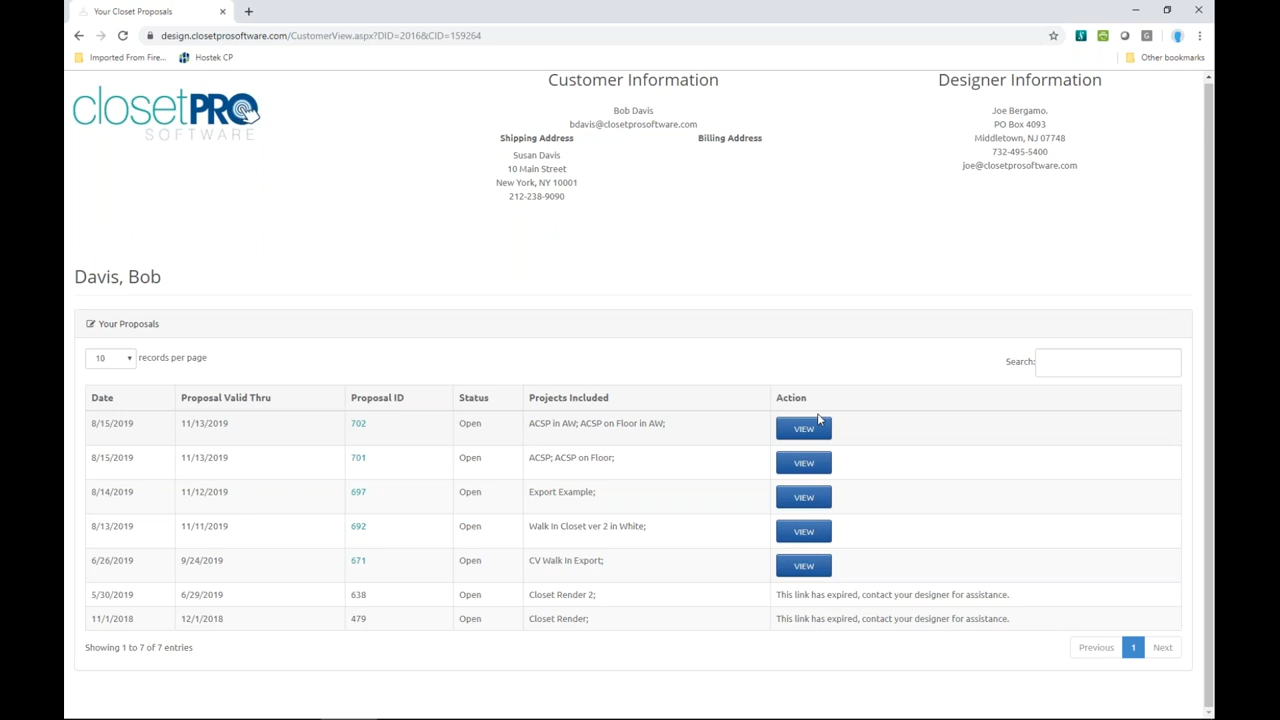 Your Closet Proposals
design.closetprosoftware.com/CustomerView.aspx?DID=2016&CID=159264
Imported From Fire...
Hostek CP
Other bookmarks
closetPRO
SOFTWARE
Customer Information
Bob Davis
bdavis@closetprosoftware.com
Shipping Address
Susan Davis
10 Main Street
New York, NY 10001
212-238-9090
Billing Address
Designer Information
Joe Bergamo.
PO Box 4093
Middletown, NJ 07748
732-495-5400
joe@closetprosoftware.com
Davis, Bob
Your Proposals
10 records per page
Search:
Date Proposal Valid Thru Proposal ID Status Projects Included Action
8/15/2019 11/13/2019 702 Open ACSP in AW; ACSP on Floor in AW; VIEW
8/15/2019 11/13/2019 701 Open ACSP; ACSP on Floor; VIEW
8/14/2019 11/12/2019 697 Open Export Example; VIEW
8/13/2019 11/11/2019 692 Open Walk In Closet ver 2 in White; VIEW
6/26/2019 9/24/2019 671 Open CV Walk In Export; VIEW
5/30/2019 6/29/2019 638 Open Closet Render 2; This link has expired, contact your designer for assistance.
11/1/2018 12/1/2018 479 Open Closet Render; This link has expired, contact your designer for assistance.
Showing 1 to 7 of 7 entries
Previous 1 Next